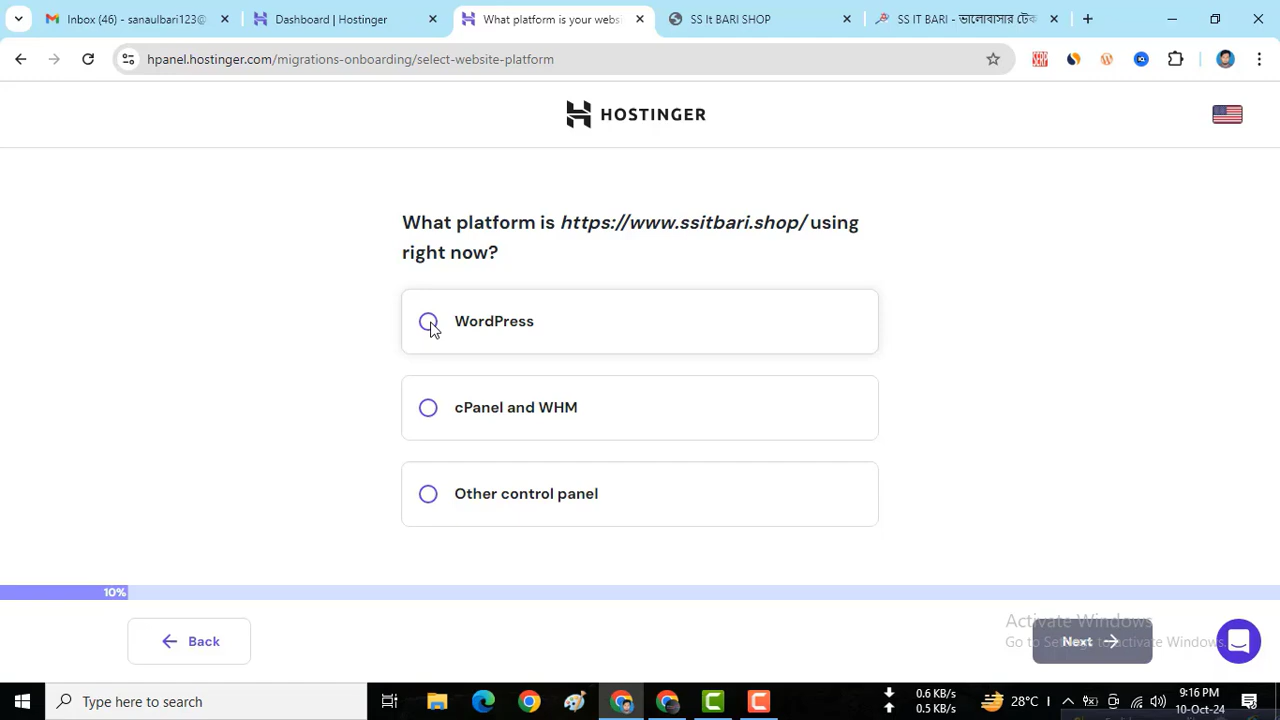 Inbox (46) - sanaulbari123@
Dashboard | Hostinger
What platform is your websi
SS It BARI SHOP
SS IT BARI - ভালোবাসার টেক
hpanel.hostinger.com/migration-onboarding/select-website-platform
HOSTINGER
What platform is https://www.ssitbari.shop/ using
right now?
WordPress
cPanel and WHM
Other control panel
10%
Back
Next
Activate Windows
Go to Settings to activate Windows.
Type here to search
0.6 KB/s
0.5 KB/s
28°C
9:16 PM
10-Oct-24